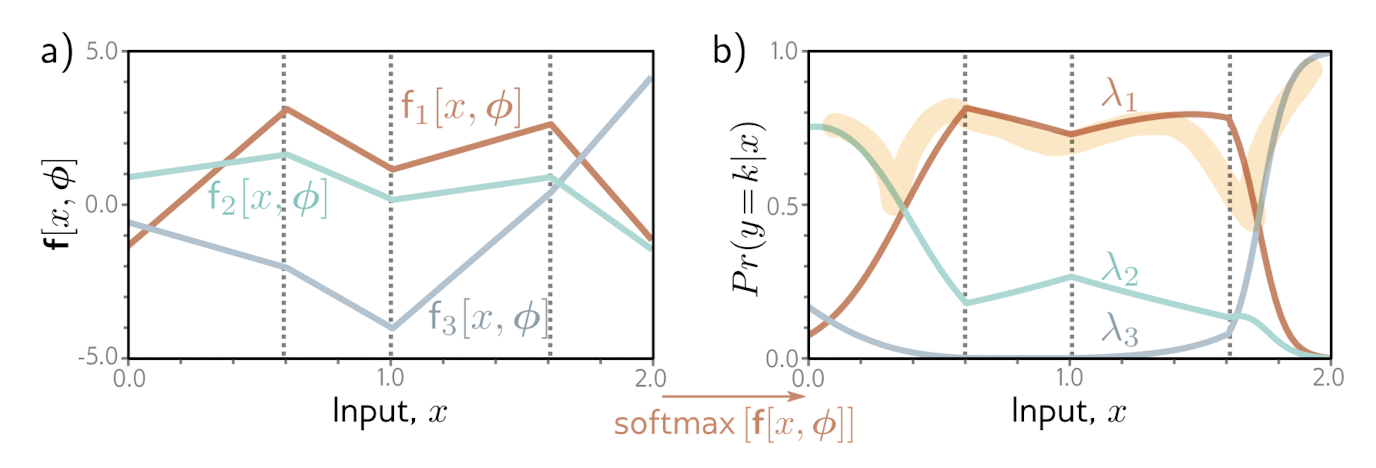 a)
5.0
0.0
-5.0
f[x, ϕ]
f₁[x, ϕ]
f₂[x, ϕ]
f₃[x, ϕ]
0.0 1.0 2.0
Input, x
softmax [f[x, ϕ]]
b)
1.0
0.5
0.0
Pr(y=k|x)
λ₁
λ₂
λ₃
0.0 1.0 2.0
Input, x